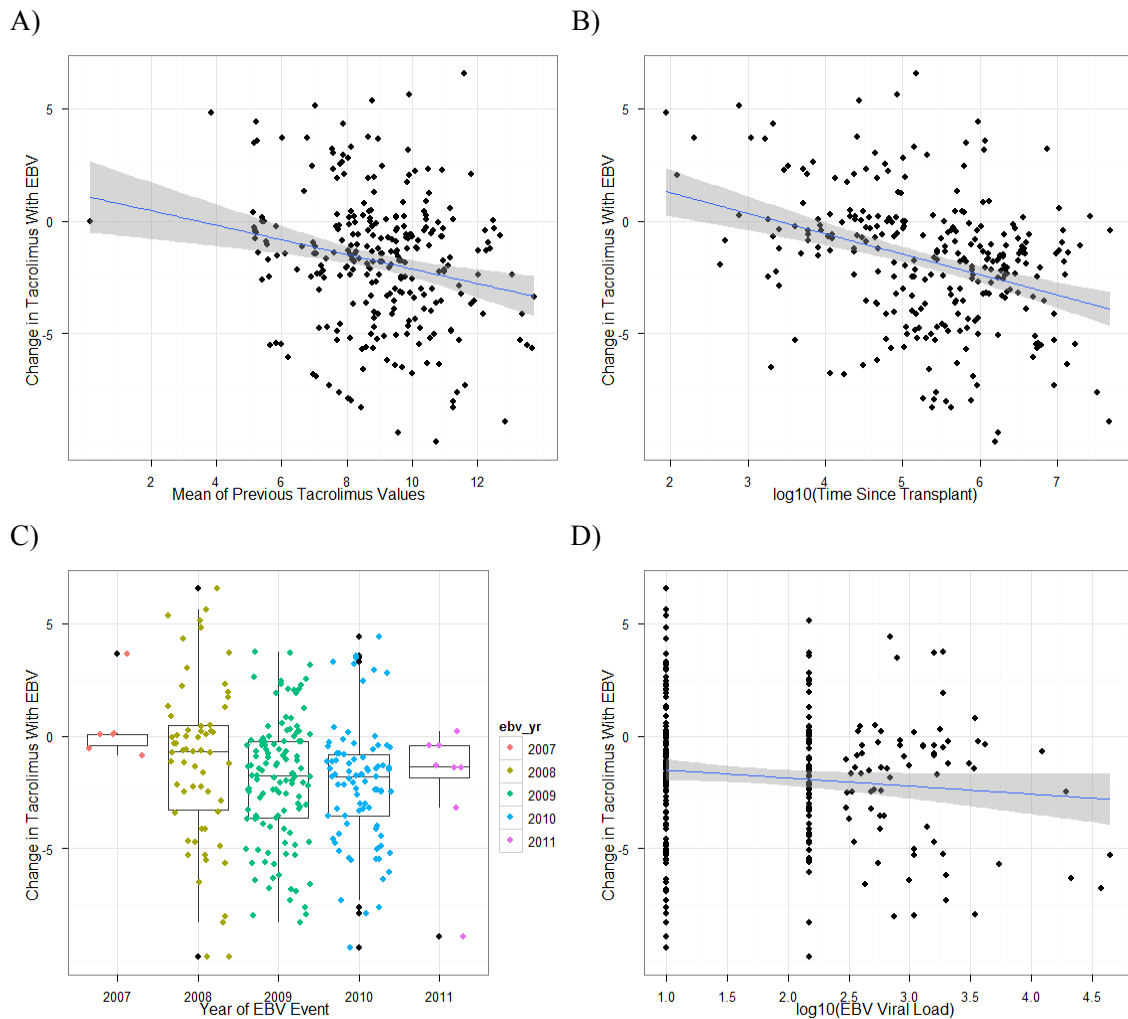 A)
B)
Change in Tacrolimus With EBV
5
0
-5
2 4 6 8 10 12
Mean of Previous Tacrolimus Values
Change in Tacrolimus With EBV
5
0
-5
2 3 4 5 6 7
log10(Time Since Transplant)
C)
D)
Change in Tacrolimus With EBV
5
0
-5
2007 2008 2009 2010 2011
Year of EBV Event
ebv_yr
2007
2008
2009
2010
2011
Change in Tacrolimus With EBV
5
0
-5
1.0 1.5 2.0 2.5 3.0 3.5 4.0 4.5
log10(EBV Viral Load)